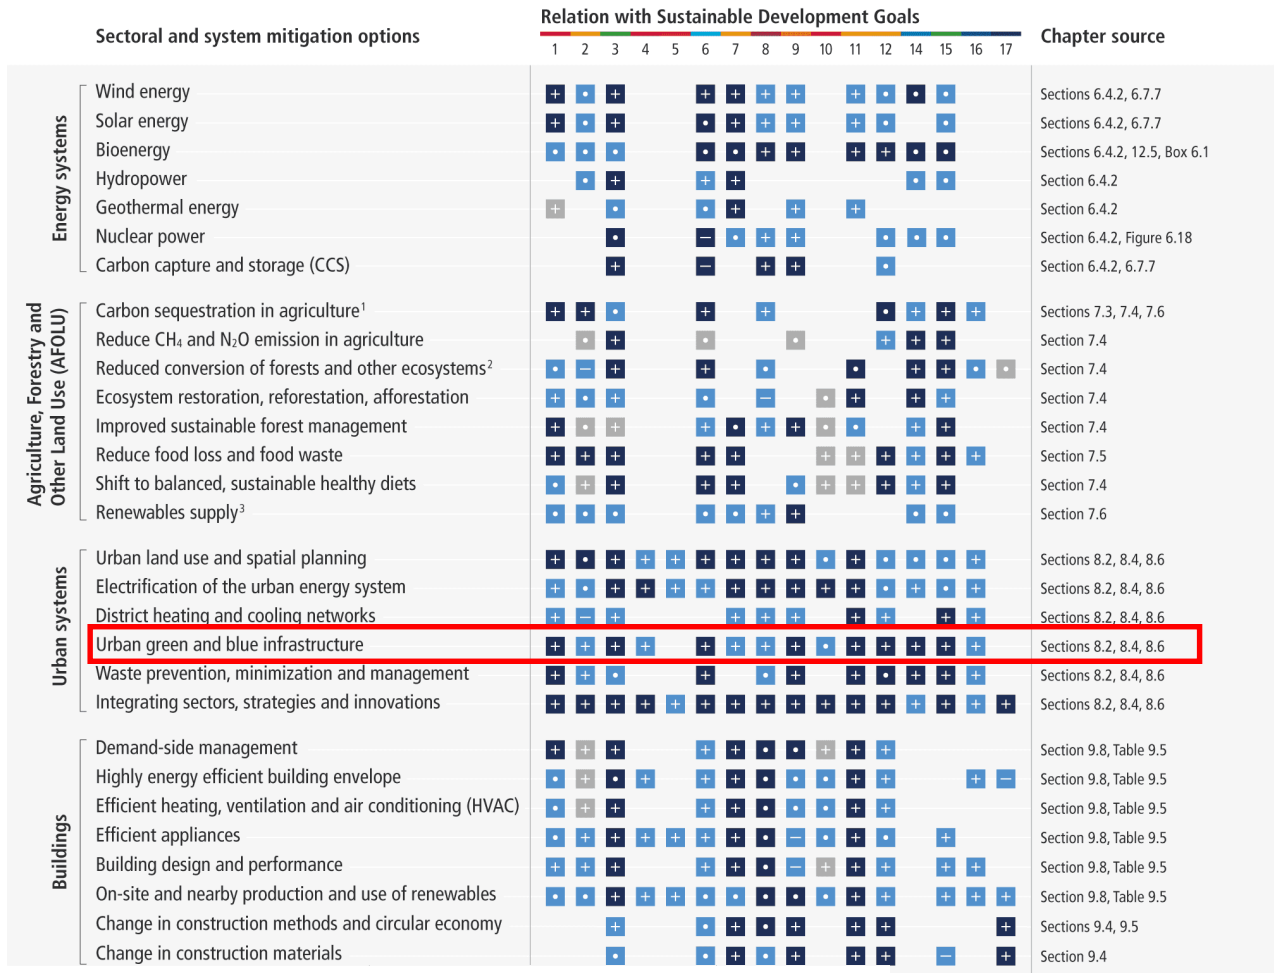 Relation with Sustainable Development Goals
Sectoral and system mitigation options
Chapter source
1 2 3 4 5 6 7 8 9 10 11 12 14 15 16 17
Energy systems
Wind energy Sections 6.4.2, 6.7.7
Solar energy Sections 6.4.2, 6.7.7
Bioenergy Sections 6.4.2, 12.5, Box 6.1
Hydropower Section 6.4.2
Geothermal energy Section 6.4.2
Nuclear power Section 6.4.2, Figure 6.18
Carbon capture and storage (CCS) Section 6.4.2, 6.7.7
Agriculture, Forestry and
Other Land Use (AFOLU)
Carbon sequestration in agriculture¹ Sections 7.3, 7.4, 7.6
Reduce CH₄ and N₂O emission in agriculture Section 7.4
Reduced conversion of forests and other ecosystems² Section 7.4
Ecosystem restoration, reforestation, afforestation Section 7.4
Improved sustainable forest management Section 7.4
Reduce food loss and food waste Section 7.5
Shift to balanced, sustainable healthy diets Section 7.4
Renewables supply³ Section 7.6
Urban systems
Urban land use and spatial planning Sections 8.2, 8.4, 8.6
Electrification of the urban energy system Sections 8.2, 8.4, 8.6
District heating and cooling networks Sections 8.2, 8.4, 8.6
Urban green and blue infrastructure Sections 8.2, 8.4, 8.6
Waste prevention, minimization and management Sections 8.2, 8.4, 8.6
Integrating sectors, strategies and innovations Sections 8.2, 8.4, 8.6
Buildings
Demand-side management Section 9.8, Table 9.5
Highly energy efficient building envelope Section 9.8, Table 9.5
Efficient heating, ventilation and air conditioning (HVAC) Section 9.8, Table 9.5
Efficient appliances Section 9.8, Table 9.5
Building design and performance Section 9.8, Table 9.5
On-site and nearby production and use of renewables Section 9.8, Table 9.5
Change in construction methods and circular economy Sections 9.4, 9.5
Change in construction materials Section 9.4